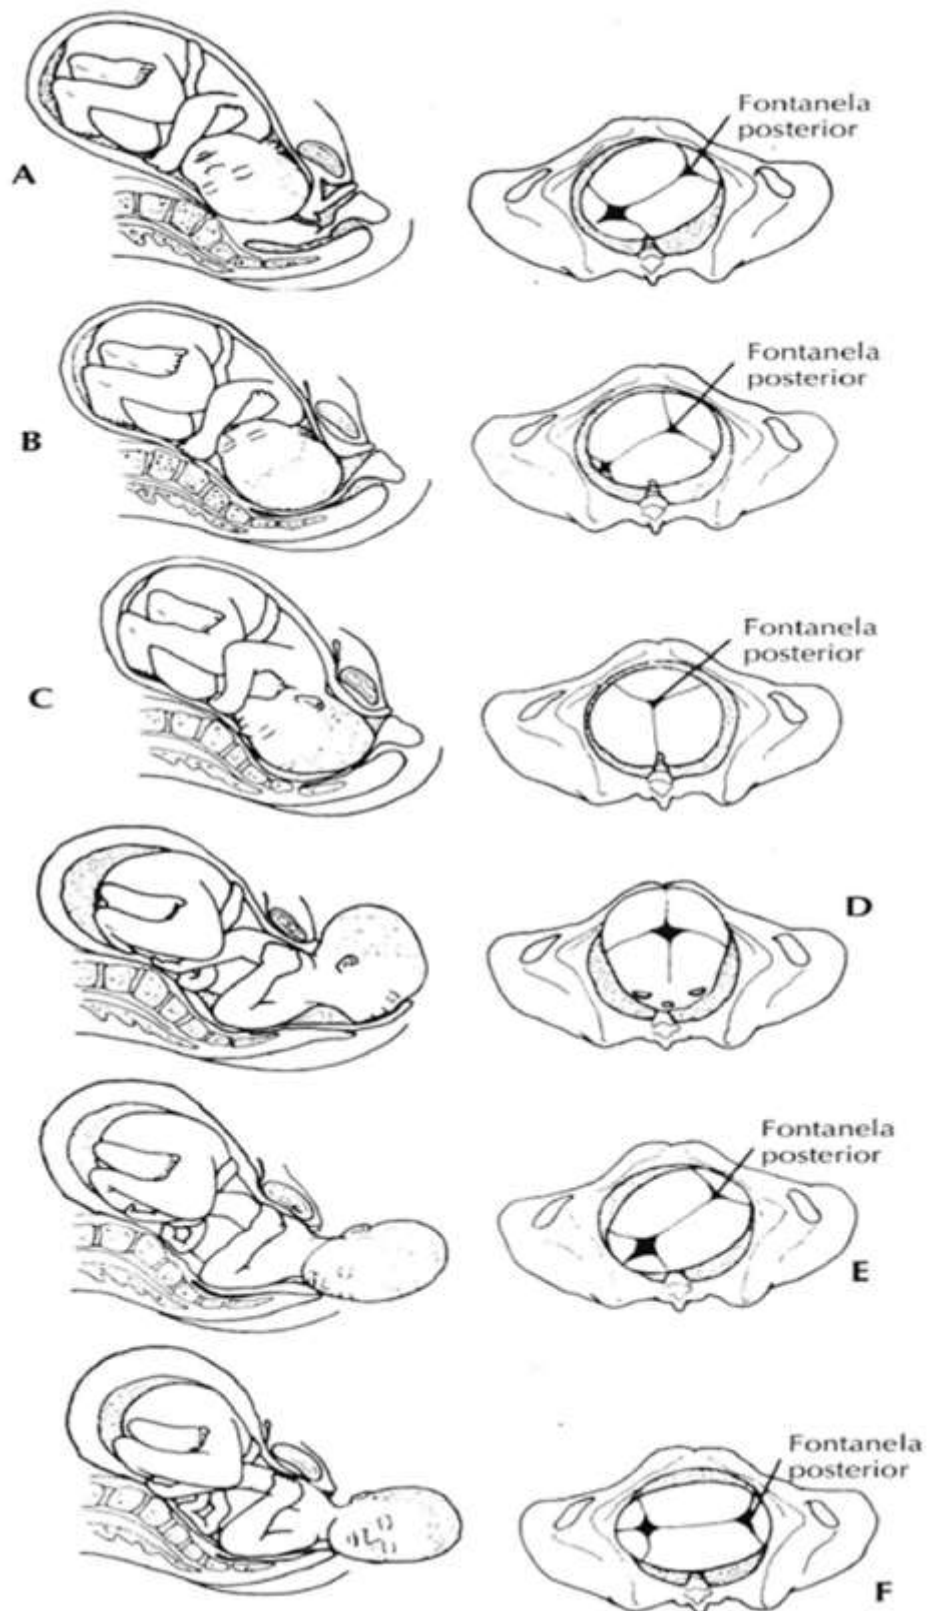 Fontanela
posterior
A
Fontanela
posterior
B
Fontanela
posterior
C
D
Fontanela
posterior
E
Fontanela
posterior
F